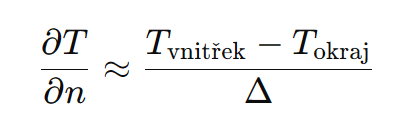 ∂T/∂n ≈ (T_vnitřek − T_okraj)/Δ